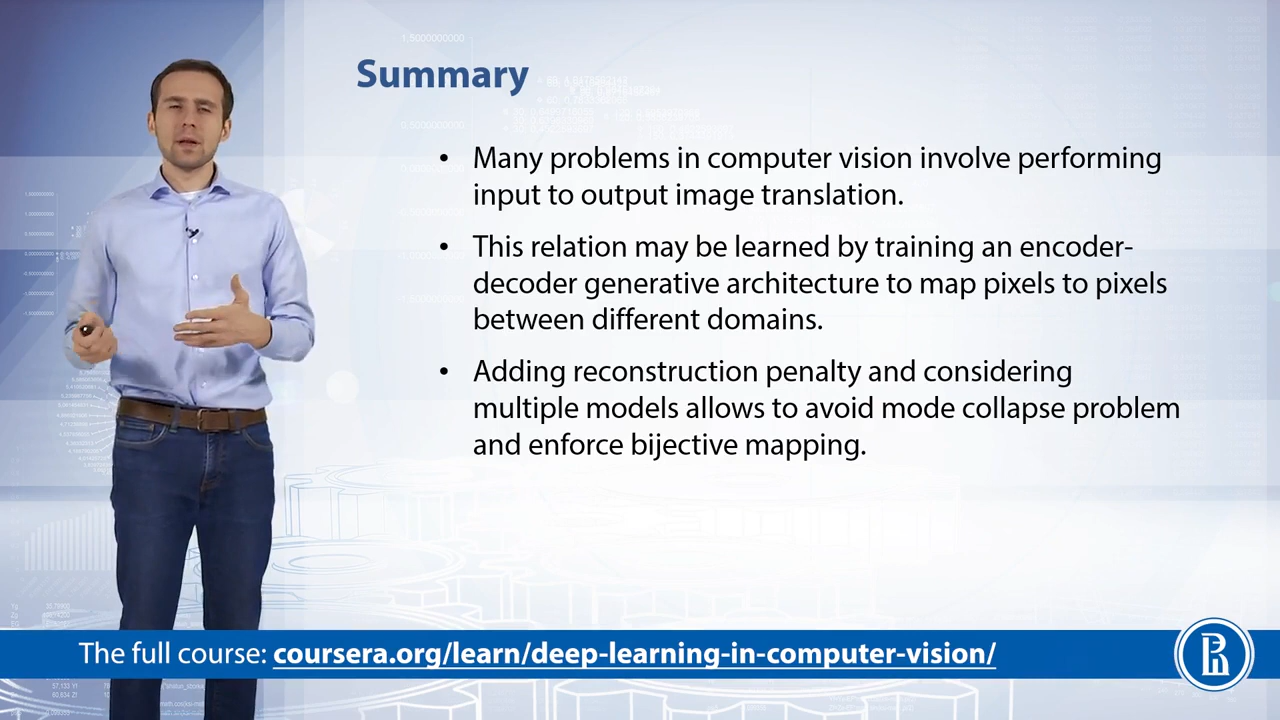 Summary
• Many problems in computer vision involve performing
input to output image translation.
• This relation may be learned by training an encoder-
decoder generative architecture to map pixels to pixels
between different domains.
• Adding reconstruction penalty and considering
multiple models allows to avoid mode collapse problem
and enforce bijective mapping.
The full course: coursera.org/learn/deep-learning-in-computer-vision/